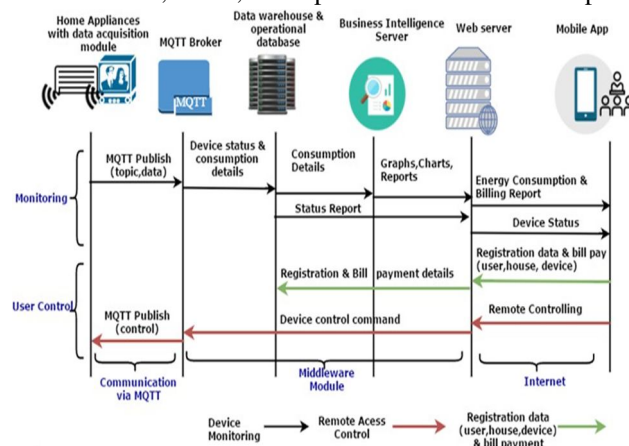 Home Appliances
with data acquisition
module
MQTT Broker
Data warehouse &
operational
database
Business Intelligence
Server
Web server
Mobile App
MQTT
MQTT Publish
(topic,data)
Device status &
consumption
details
Consumption
Details
Graphs,Charts,
Reports
Energy Consumption &
Billing Report
Monitoring
Status Report
Device Status
Registration data & bill pay
(user,house, device)
Registration & Bill payment details
User Control
MQTT Publish
(control)
Device control command
Remote Controlling
Communication
via MQTT
Middleware
Module
Internet
Device
Monitoring
Remote Acess
Control
Registration data
(user,house,device)
& bill payment